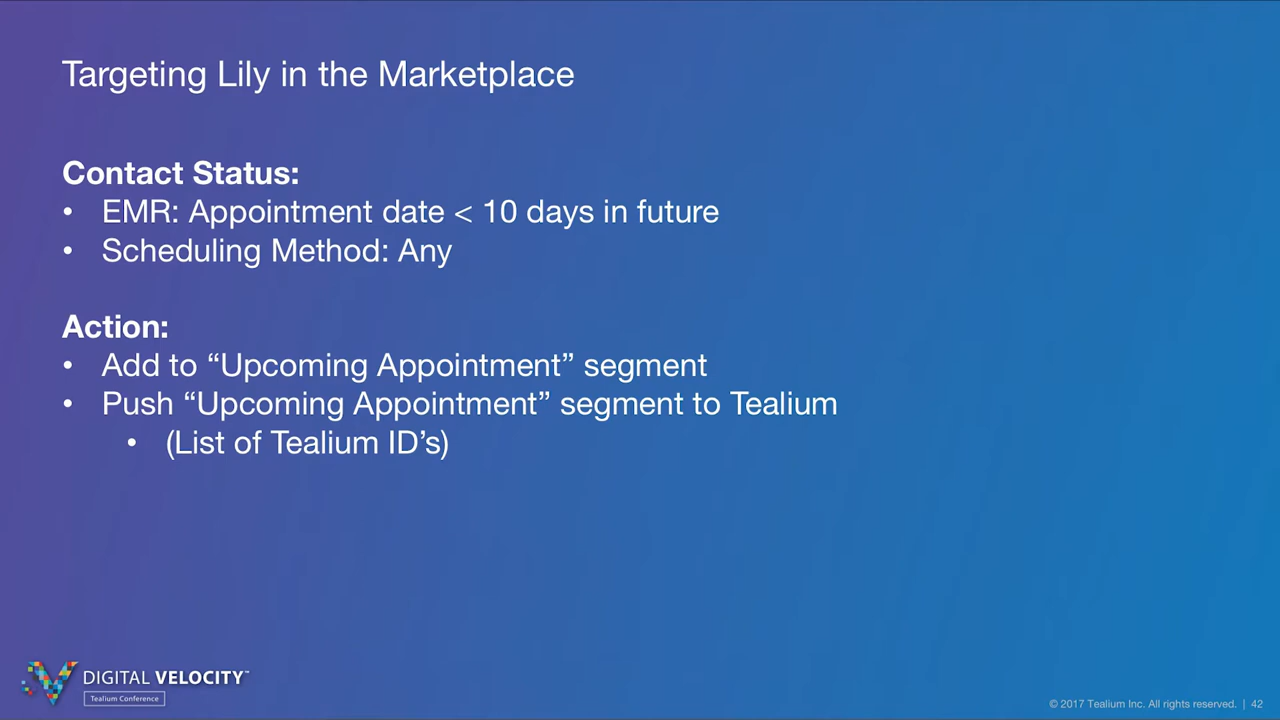 Targeting Lily in the Marketplace
Contact Status:
• EMR: Appointment date < 10 days in future
• Scheduling Method: Any
Action:
• Add to “Upcoming Appointment” segment
• Push “Upcoming Appointment” segment to Tealium
• (List of Tealium ID’s)
DIGITAL VELOCITY™
Tealium Conference
© 2017 Tealium Inc. All rights reserved. | 42